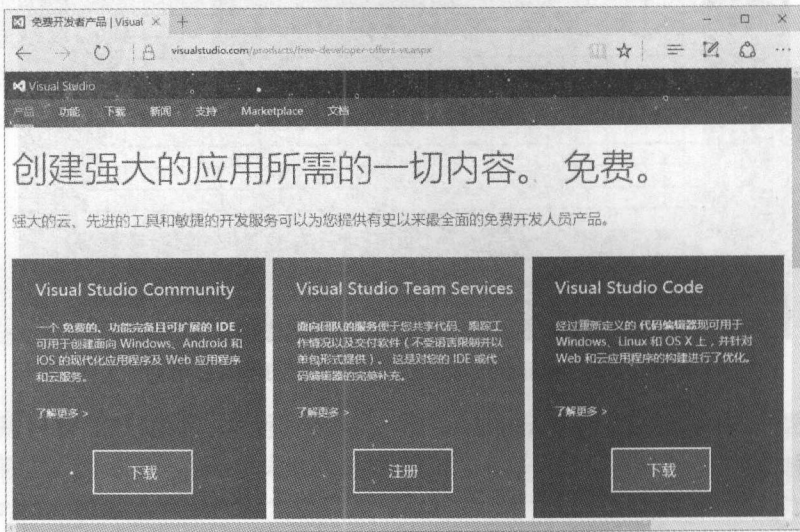 免费开发者产品 | Visual
visualstudio.com/products/free-developer-offers-vs.aspx
Visual Studio
产品 功能 下载 新闻 支持 Marketplace 文档
创建强大的应用所需的一切内容。 免费。
强大的云、先进的工具和敏捷的开发服务可以为您提供有史以来最全面的免费开发人员产品。
Visual Studio Community
一个 免费的、功能完备且可扩展的 IDE，
可用于创建面向 Windows、Android 和
iOS 的现代化应用程序及 Web 应用程序
和云服务。
了解更多 >
下载
Visual Studio Team Services
面向团队的服务便于您共享代码、跟踪工
作情况以及交付软件（不受语言限制并以
单包形式提供）。 这是对您的 IDE 或代
码编辑器的完美补充。
了解更多 >
注册
Visual Studio Code
经过重新定义的 代码编辑器现可用于
Windows、Linux 和 OS X 上，并针对
Web 和云应用程序的构建进行了优化。
了解更多 >
下载